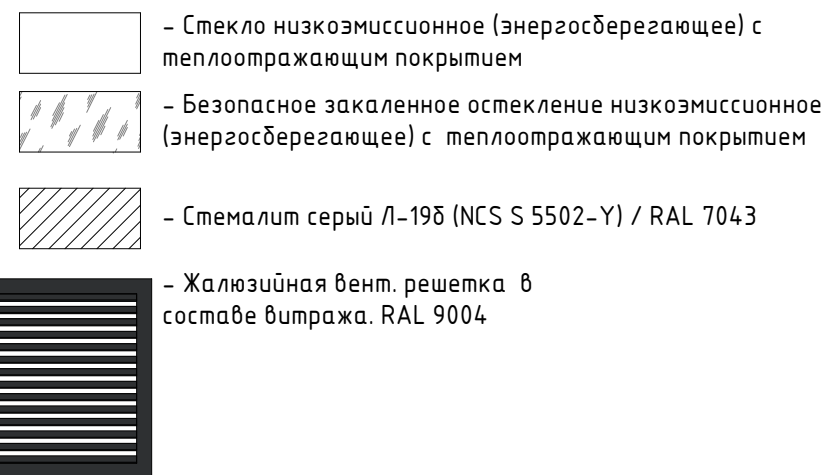 - Стекло низкоэмиссионное (энергосберегающее) с
теплоотражающим покрытием
- Безопасное закаленное остекление низкоэмиссионное
(энергосберегающее) с теплоотражающим покрытием
- Стемалит серый Л-19б (NCS S 5502-Y) / RAL 7043
- Жалюзийная вент. решетка в
составе витража. RAL 9004